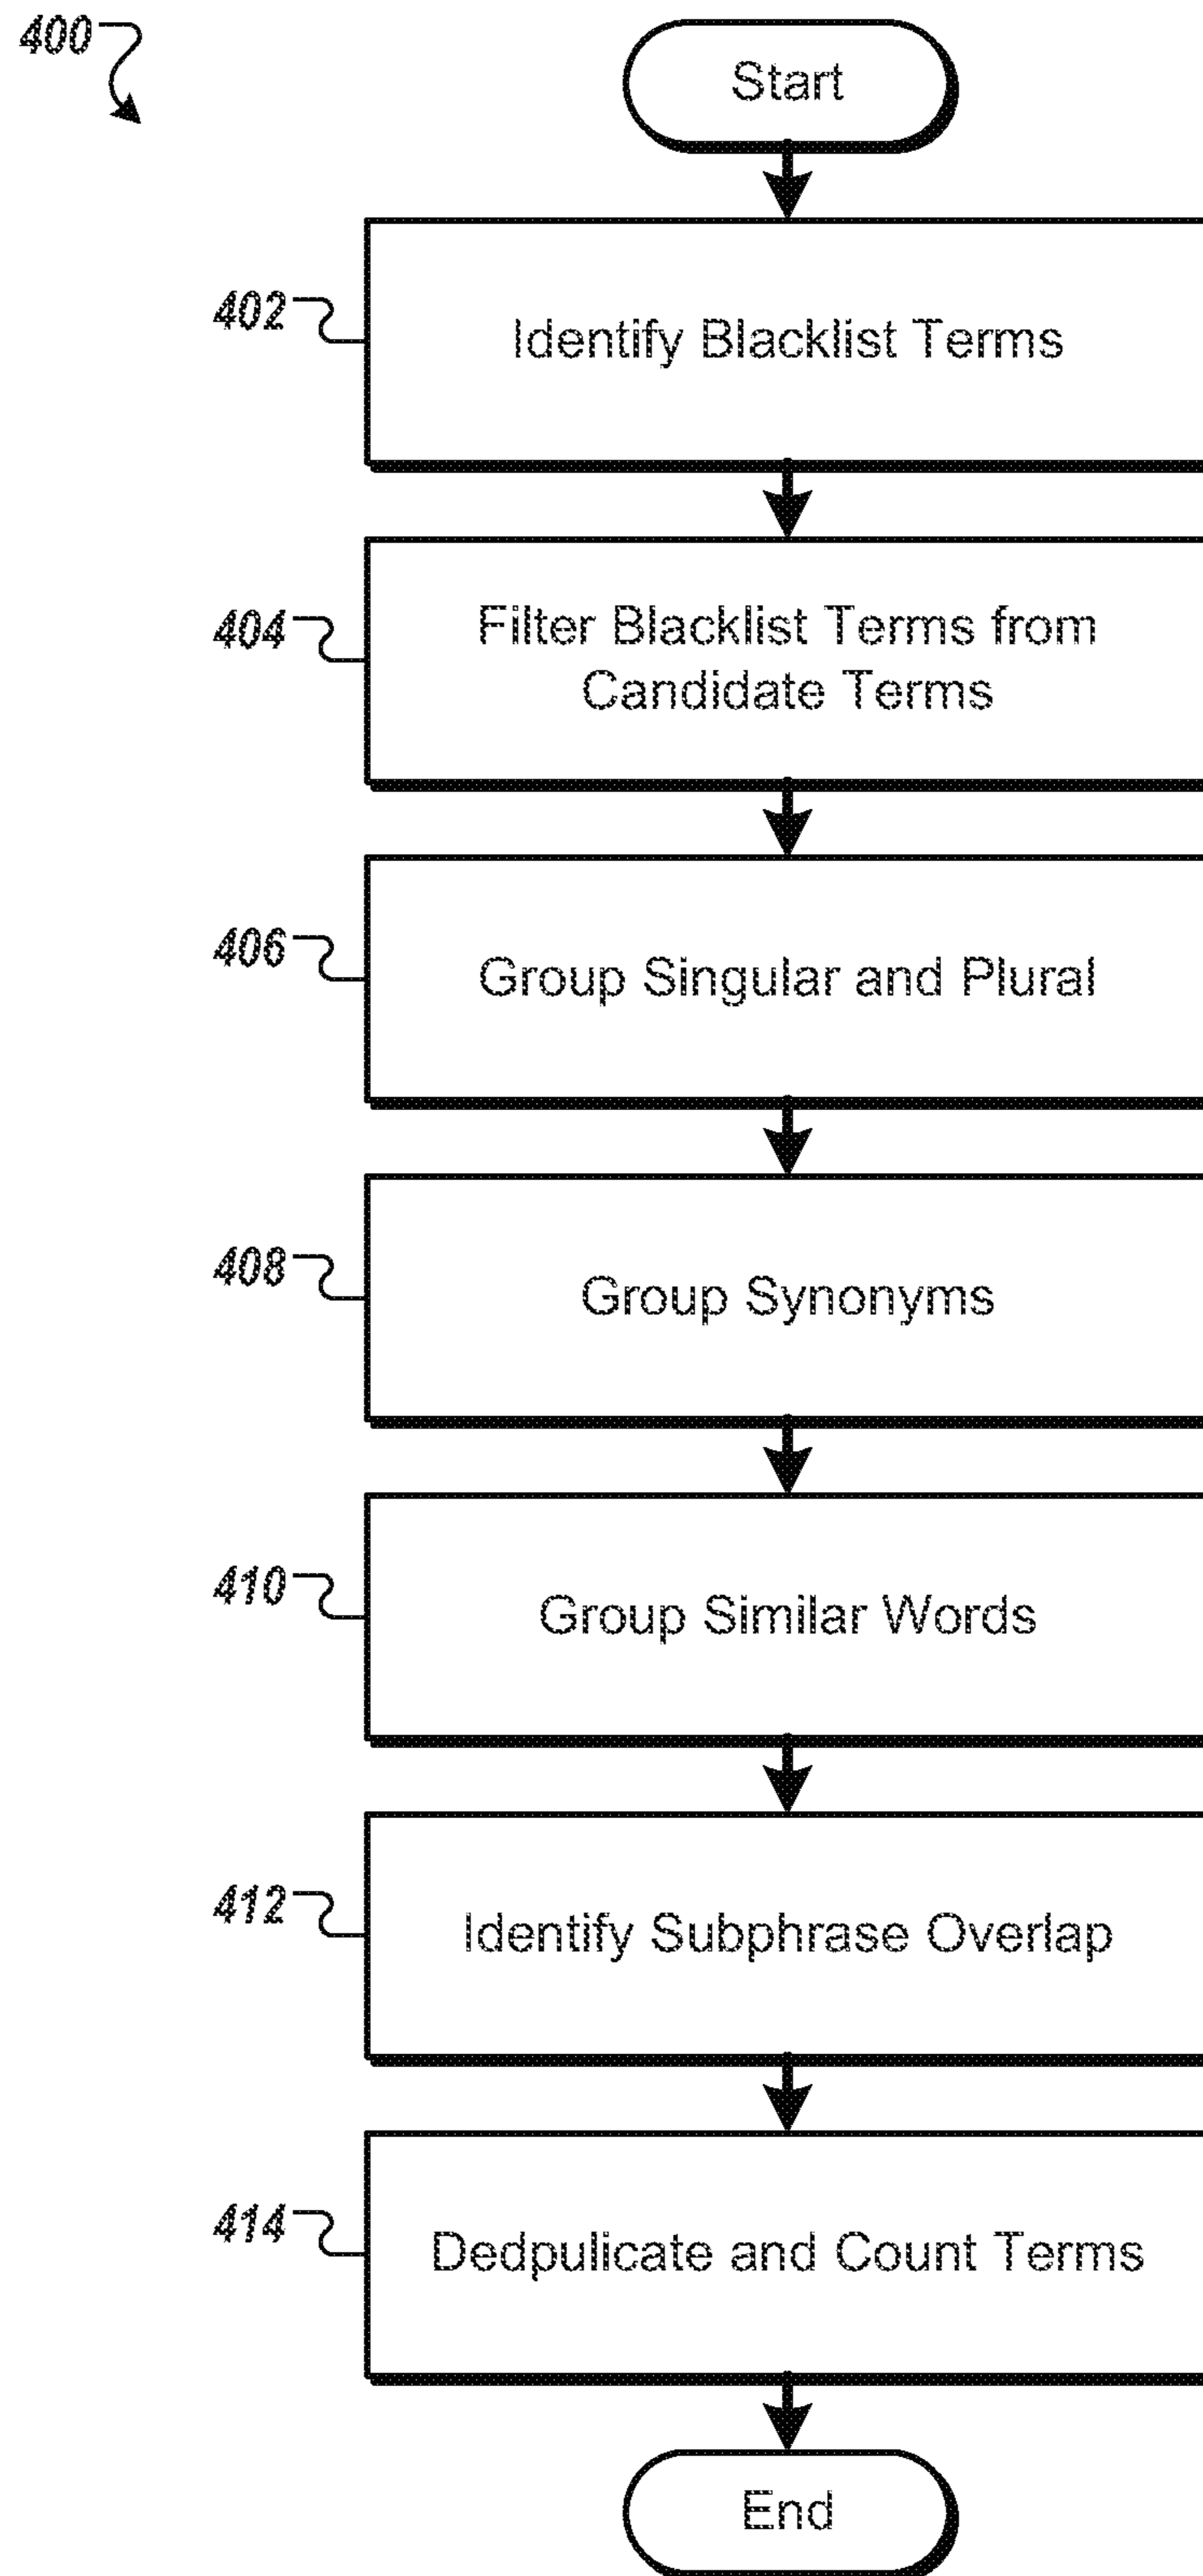 400
Start
402
Identify Blacklist Terms
404
Filter Blacklist Terms from
Candidate Terms
406
Group Singular and Plural
408
Group Synonyms
410
Group Similar Words
412
Identify Subphrase Overlap
414
Dedpulicate and Count Terms
End